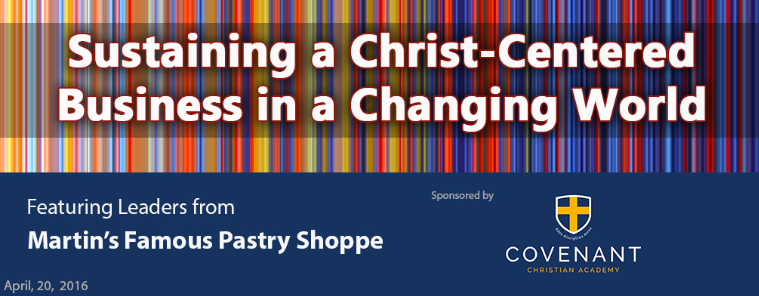 Sustaining a Christ-Centered
Business in a Changing World
Featuring Leaders from
Martin's Famous Pastry Shoppe
Sponsored by
COVENANT
CHRISTIAN ACADEMY
April, 20, 2016